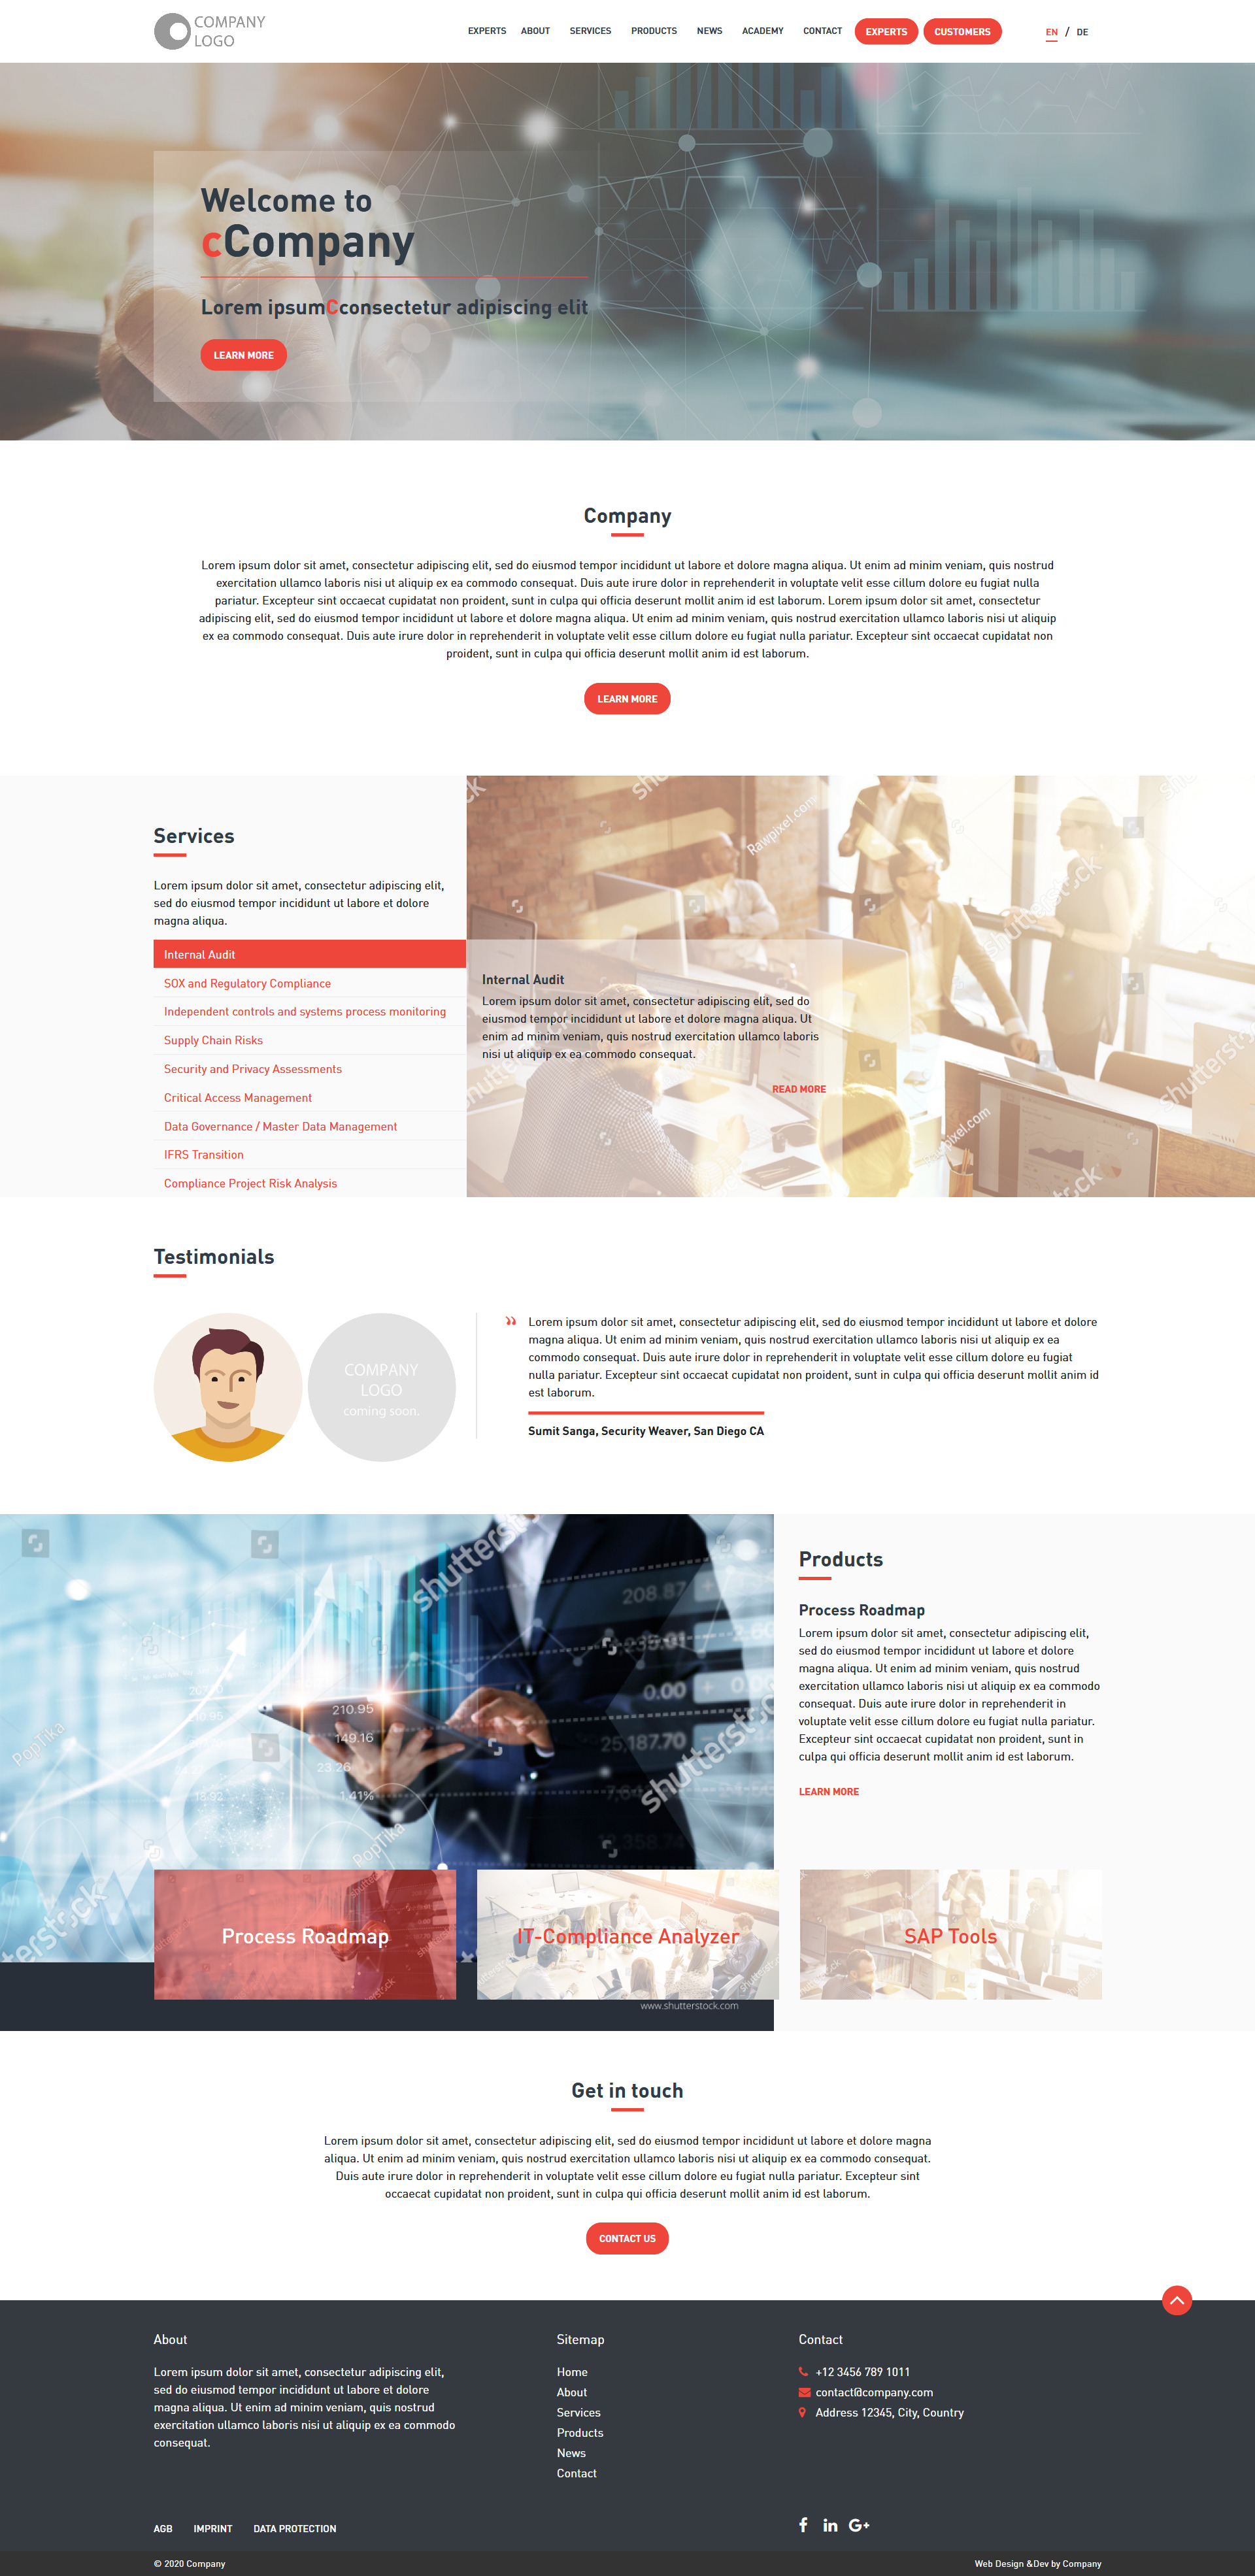 COMPANY
LOGO
EXPERTS ABOUT SERVICES PRODUCTS NEWS ACADEMY CONTACT EXPERTS CUSTOMERS EN / DE
Welcome to
cCompany
Lorem ipsumCconsectetur adipiscing elit
LEARN MORE
Company
Lorem ipsum dolor sit amet, consectetur adipiscing elit, sed do eiusmod tempor incididunt ut labore et dolore magna aliqua. Ut enim ad minim veniam, quis nostrud
exercitation ullamco laboris nisi ut aliquip ex ea commodo consequat. Duis aute irure dolor in reprehenderit in voluptate velit esse cillum dolore eu fugiat nulla
pariatur. Excepteur sint occaecat cupidatat non proident, sunt in culpa qui officia deserunt mollit anim id est laborum. Lorem ipsum dolor sit amet, consectetur
adipiscing elit, sed do eiusmod tempor incididunt ut labore et dolore magna aliqua. Ut enim ad minim veniam, quis nostrud exercitation ullamco laboris nisi ut aliquip
ex ea commodo consequat. Duis aute irure dolor in reprehenderit in voluptate velit esse cillum dolore eu fugiat nulla pariatur. Excepteur sint occaecat cupidatat non
proident, sunt in culpa qui officia deserunt mollit anim id est laborum.
LEARN MORE
Services
Lorem ipsum dolor sit amet, consectetur adipiscing elit,
sed do eiusmod tempor incididunt ut labore et dolore
magna aliqua.
Internal Audit
SOX and Regulatory Compliance
Independent controls and systems process monitoring
Supply Chain Risks
Security and Privacy Assessments
Critical Access Management
Data Governance / Master Data Management
IFRS Transition
Compliance Project Risk Analysis
Rawpixel.com
shutterstock
Internal Audit
Lorem ipsum dolor sit amet, consectetur adipiscing elit, sed do
eiusmod tempor incididunt ut labore et dolore magna aliqua. Ut
enim ad minim veniam, quis nostrud exercitation ullamco laboris
nisi ut aliquip ex ea commodo consequat.
READ MORE
Testimonials
COMPANY
LOGO
coming soon.
Lorem ipsum dolor sit amet, consectetur adipiscing elit, sed do eiusmod tempor incididunt ut labore et dolore
magna aliqua. Ut enim ad minim veniam, quis nostrud exercitation ullamco laboris nisi ut aliquip ex ea
commodo consequat. Duis aute irure dolor in reprehenderit in voluptate velit esse cillum dolore eu fugiat
nulla pariatur. Excepteur sint occaecat cupidatat non proident, sunt in culpa qui officia deserunt mollit anim id
est laborum.
Sumit Sanga, Security Weaver, San Diego CA
shutterstock
208.87
0.00
25,187.70
210.95
149.16
23.26
1.41%
18.92
PopTika
PopTika
shutterstock
Products
Process Roadmap
Lorem ipsum dolor sit amet, consectetur adipiscing elit,
sed do eiusmod tempor incididunt ut labore et dolore
magna aliqua. Ut enim ad minim veniam, quis nostrud
exercitation ullamco laboris nisi ut aliquip ex ea commodo
consequat. Duis aute irure dolor in reprehenderit in
voluptate velit esse cillum dolore eu fugiat nulla pariatur.
Excepteur sint occaecat cupidatat non proident, sunt in
culpa qui officia deserunt mollit anim id est laborum.
LEARN MORE
Process Roadmap
IT-Compliance Analyzer
SAP Tools
www.shutterstock.com
Get in touch
Lorem ipsum dolor sit amet, consectetur adipiscing elit, sed do eiusmod tempor incididunt ut labore et dolore magna
aliqua. Ut enim ad minim veniam, quis nostrud exercitation ullamco laboris nisi ut aliquip ex ea commodo consequat.
Duis aute irure dolor in reprehenderit in voluptate velit esse cillum dolore eu fugiat nulla pariatur. Excepteur sint
occaecat cupidatat non proident, sunt in culpa qui officia deserunt mollit anim id est laborum.
CONTACT US
About
Lorem ipsum dolor sit amet, consectetur adipiscing elit,
sed do eiusmod tempor incididunt ut labore et dolore
magna aliqua. Ut enim ad minim veniam, quis nostrud
exercitation ullamco laboris nisi ut aliquip ex ea commodo
consequat.
Sitemap
Home
About
Services
Products
News
Contact
Contact
+12 3456 789 1011
contact@company.com
Address 12345, City, Country
AGB IMPRINT DATA PROTECTION
© 2020 Company
Web Design &Dev by Company